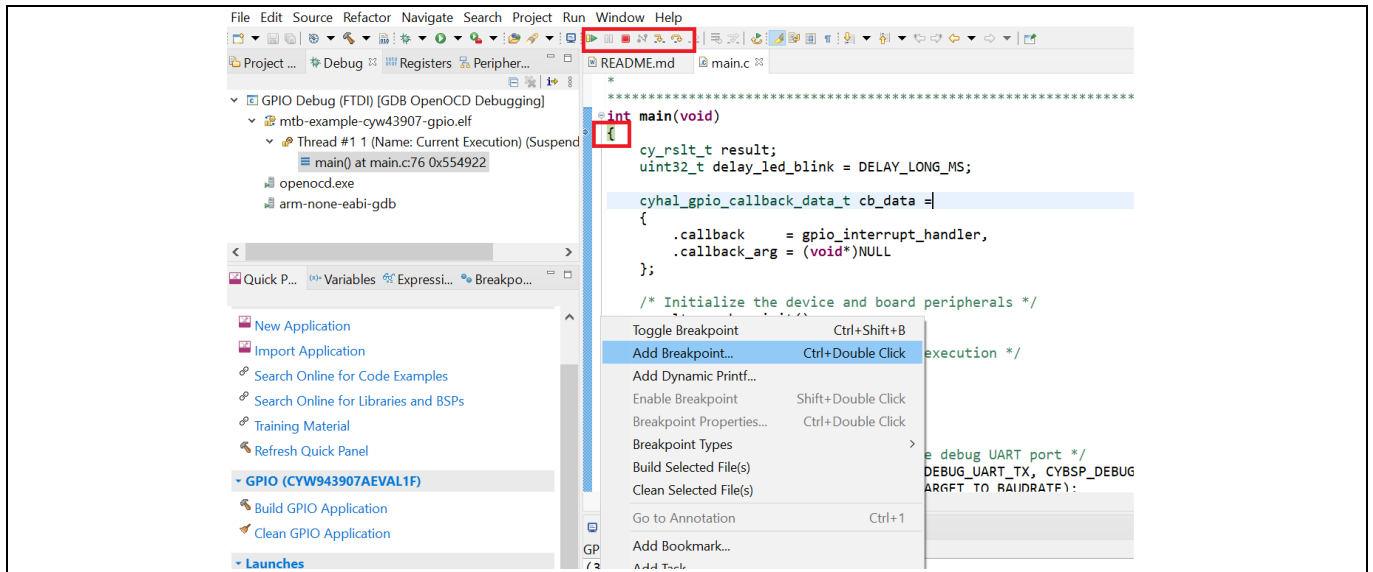 File Edit Source Refactor Navigate Search Project Run Window Help
Project ... Debug Registers Peripher...
README.md main.c
GPIO Debug (FTDI) [GDB OpenOCD Debugging]
mtb-example-cyw43907-gpio.elf
Thread #1 1 (Name: Current Execution) (Suspend
main() at main.c:76 0x554922
openocd.exe
arm-none-eabi-gdb
Quick P... Variables Expressi... Breakpo...
New Application
Import Application
Search Online for Code Examples
Search Online for Libraries and BSPs
Training Material
Refresh Quick Panel
GPIO (CYW943907AEVAL1F)
Build GPIO Application
Clean GPIO Application
Launches
*
******************************************************************
int main(void)
{
cy_rslt_t result;
uint32_t delay_led_blink = DELAY_LONG_MS;
cyhal_gpio_callback_data_t cb_data =
{
.callback = gpio_interrupt_handler,
.callback_arg = (void*)NULL
};
/* Initialize the device and board peripherals */
execution */
e debug UART port */
DEBUG_UART_TX, CYBSP_DEBUG
ARGET_IO_BAUDRATE);
Toggle Breakpoint Ctrl+Shift+B
Add Breakpoint... Ctrl+Double Click
Add Dynamic Printf...
Enable Breakpoint Shift+Double Click
Breakpoint Properties... Ctrl+Double Click
Breakpoint Types
Build Selected File(s)
Clean Selected File(s)
Go to Annotation Ctrl+1
Add Bookmark...
Add Task...
GP
(3